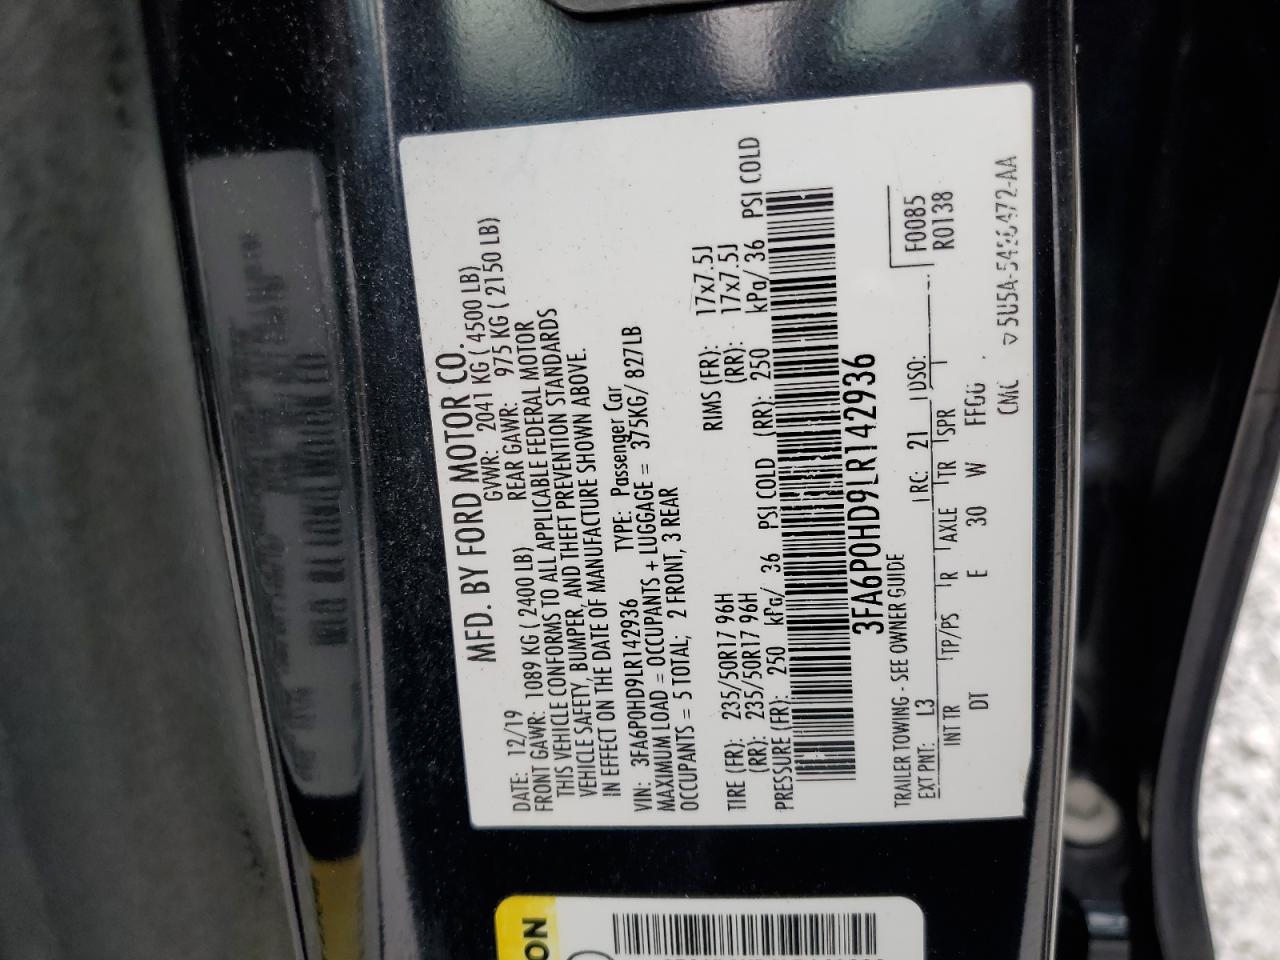 MFD. BY FORD MOTOR CO.
DATE: 12/19 GVWR: 2041 KG ( 4500 LB)
FRONT GAWR: 1089 KG ( 2400 LB) REAR GAWR: 975 KG ( 2150 LB)
THIS VEHICLE CONFORMS TO ALL APPLICABLE FEDERAL MOTOR
VEHICLE SAFETY, BUMPER, AND THEFT PREVENTION STANDARDS
IN EFFECT ON THE DATE OF MANUFACTURE SHOWN ABOVE.
VIN: 3FA6P0HD9LR142936 TYPE: Passenger Car
MAXIMUM LOAD = OCCUPANTS + LUGGAGE = 375KG/ 827LB
OCCUPANTS = 5 TOTAL; 2 FRONT, 3 REAR
RIMS (FR): 17x7.5J
TIRE (FR): 235/50R17 96H (RR): 17x7.5J
(RR): 235/50R17 96H
PRESSURE (FR): 250 kPa/ 36 PSI COLD (RR): 250 kPa/ 36 PSI COLD
3FA6P0HD9LR142936
TRAILER TOWING - SEE OWNER GUIDE
F0085
R0138
EXT PNT: L3 RC: 21 DSO:
INT TR TP/PS R AXLE TR SPR
DT E 30 W FFGG
▽ 5U5A-5420472-AA
ON